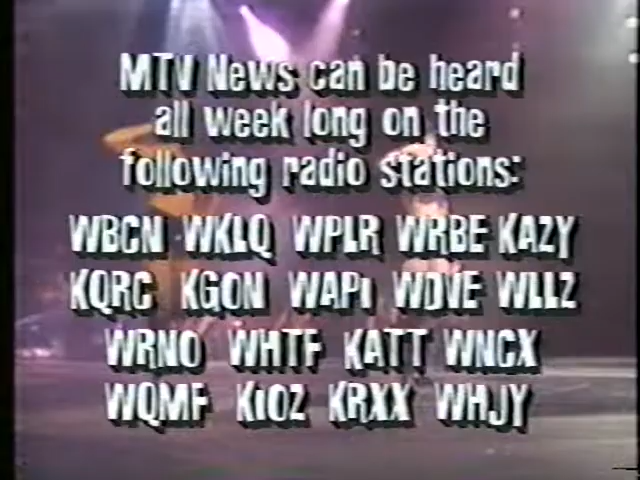 MTV News can be heard
all week long on the
following radio stations:
WBCN WKLQ WPLR WRBE KAZY
KQRC KGON WAPI WDVE WLLZ
WRNO WHTF KATT WNCX
WQMF KIOZ KRXX WHJY